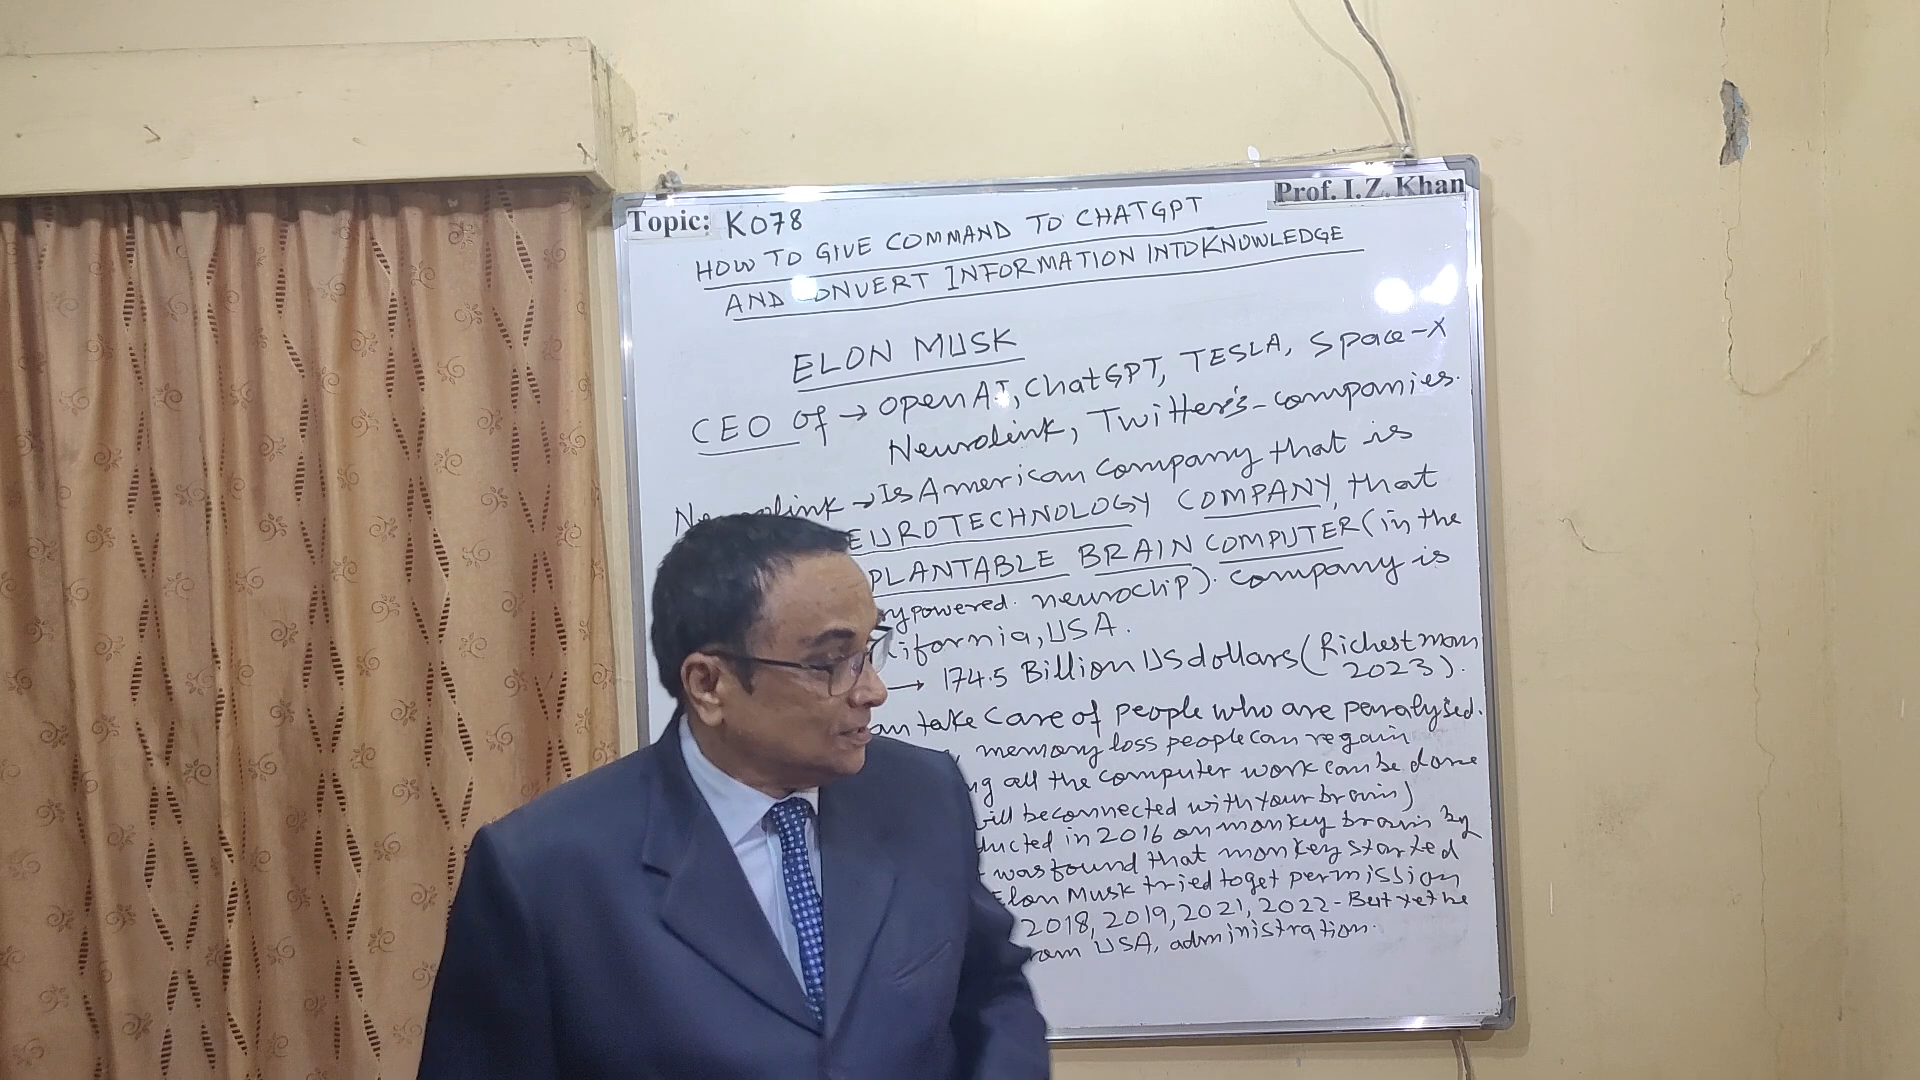 Prof. I. Z. Khan
Topic: K078
HOW TO GIVE COMMAND TO CHATGPT
AND CONVERT INFORMATION INTO KNOWLEDGE
ELON MUSK
CEO Of → Open AI, ChatGPT, TESLA, Space-X
Neurolink, Twitter's - companies.
→ Is American Company that is
COMPANY, that
BRAIN COMPUTER (in the
powered neurochip). Company is
USA.
→ 174.5 Billion US dollars (Richest man
2023).
take care of people who are paralysed.
memory loss people can regain
all the computer work can be done
be connected with your brain)
in 2016 on monkey brain by
was found that monkey started
Elon Musk tried to get permission
2018, 2019, 2021, 2022 - But yet he
USA, administration.